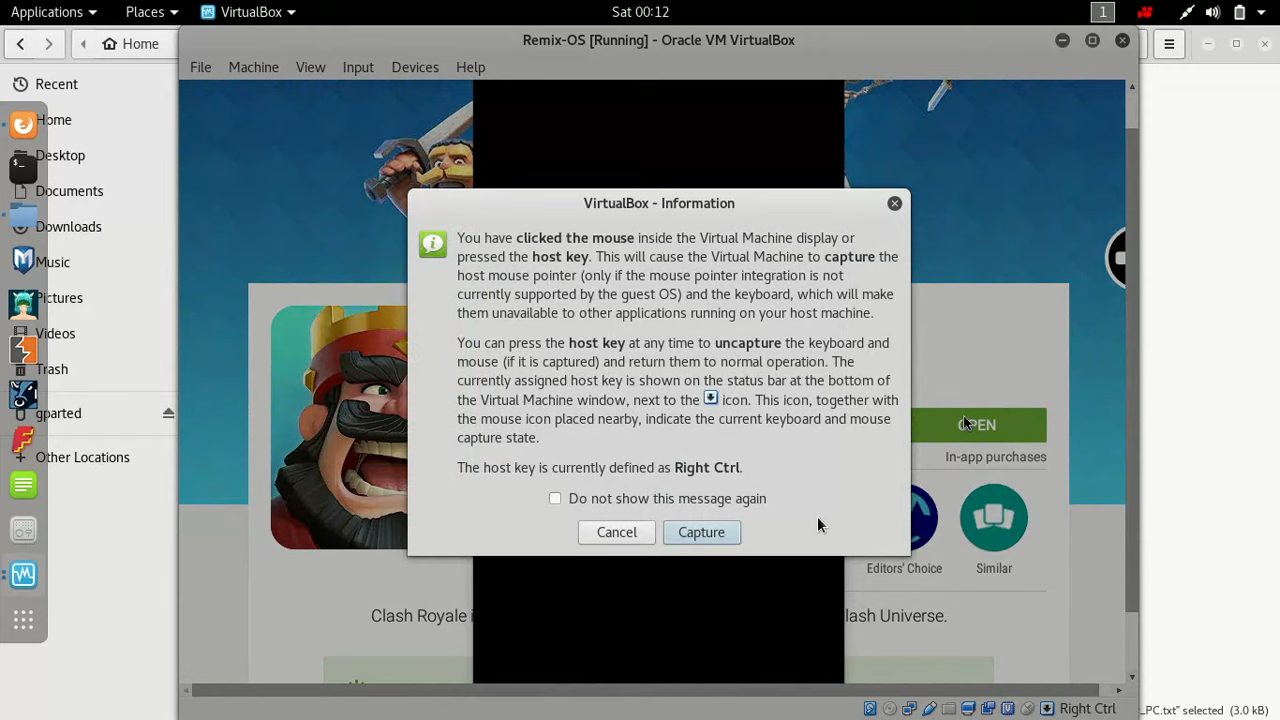 Applications
Places
VirtualBox
Sat 00:12
1
Home
Remix-OS [Running] - Oracle VM VirtualBox
File
Machine
View
Input
Devices
Help
Recent
Home
Desktop
Documents
Downloads
Music
Pictures
Videos
Trash
gparted
Other Locations
VirtualBox - Information
You have clicked the mouse inside the Virtual Machine display or
pressed the host key. This will cause the Virtual Machine to capture the
host mouse pointer (only if the mouse pointer integration is not
currently supported by the guest OS) and the keyboard, which will make
them unavailable to other applications running on your host machine.
You can press the host key at any time to uncapture the keyboard and
mouse (if it is captured) and return them to normal operation. The
currently assigned host key is shown on the status bar at the bottom of
the Virtual Machine window, next to the icon. This icon, together with
the mouse icon placed nearby, indicate the current keyboard and mouse
capture state.
The host key is currently defined as Right Ctrl.
Do not show this message again
Cancel
Capture
OPEN
In-app purchases
Editors' Choice
Similar
Clash Royale i
lash Universe.
Right Ctrl
_PC.txt" selected (3.0 kB)